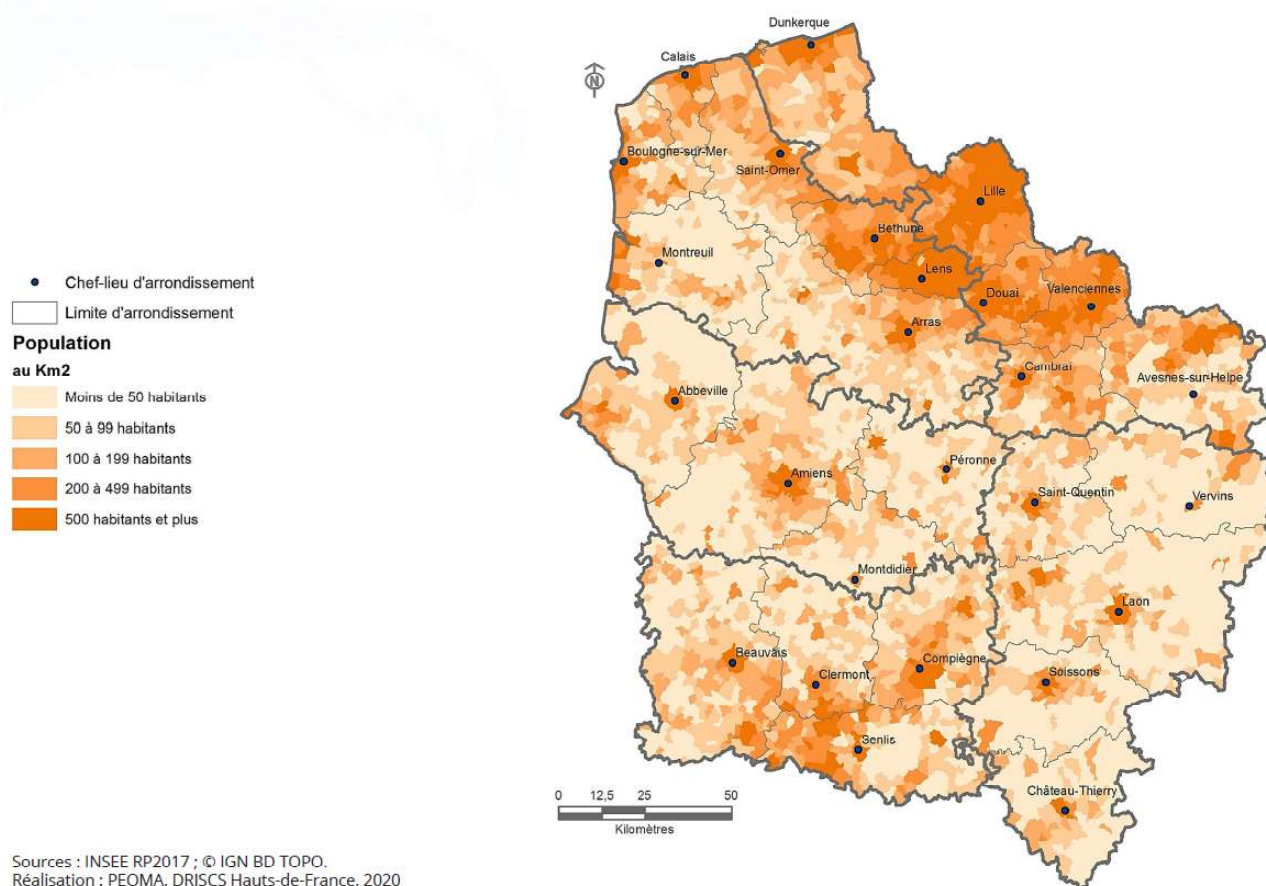 Dunkerque
Calais
N
Boulogne-sur-Mer
Saint-Omer
Lille
Béthune
Montreuil
Lens
Douai
Valenciennes
Arras
Cambrai
Avesnes-sur-Helpe
Abbeville
Amiens
Péronne
Saint-Quentin
Vervins
Montdidier
Laon
Beauvais
Clermont
Compiègne
Soissons
Senlis
Château-Thierry
Chef-lieu d'arrondissement
Limite d'arrondissement
Population
au Km2
Moins de 50 habitants
50 à 99 habitants
100 à 199 habitants
200 à 499 habitants
500 habitants et plus
0 12,5 25 50
Kilomètres
Sources : INSEE RP2017 ; © IGN BD TOPO.
Réalisation : PEOMA, DRISCS Hauts-de-France, 2020